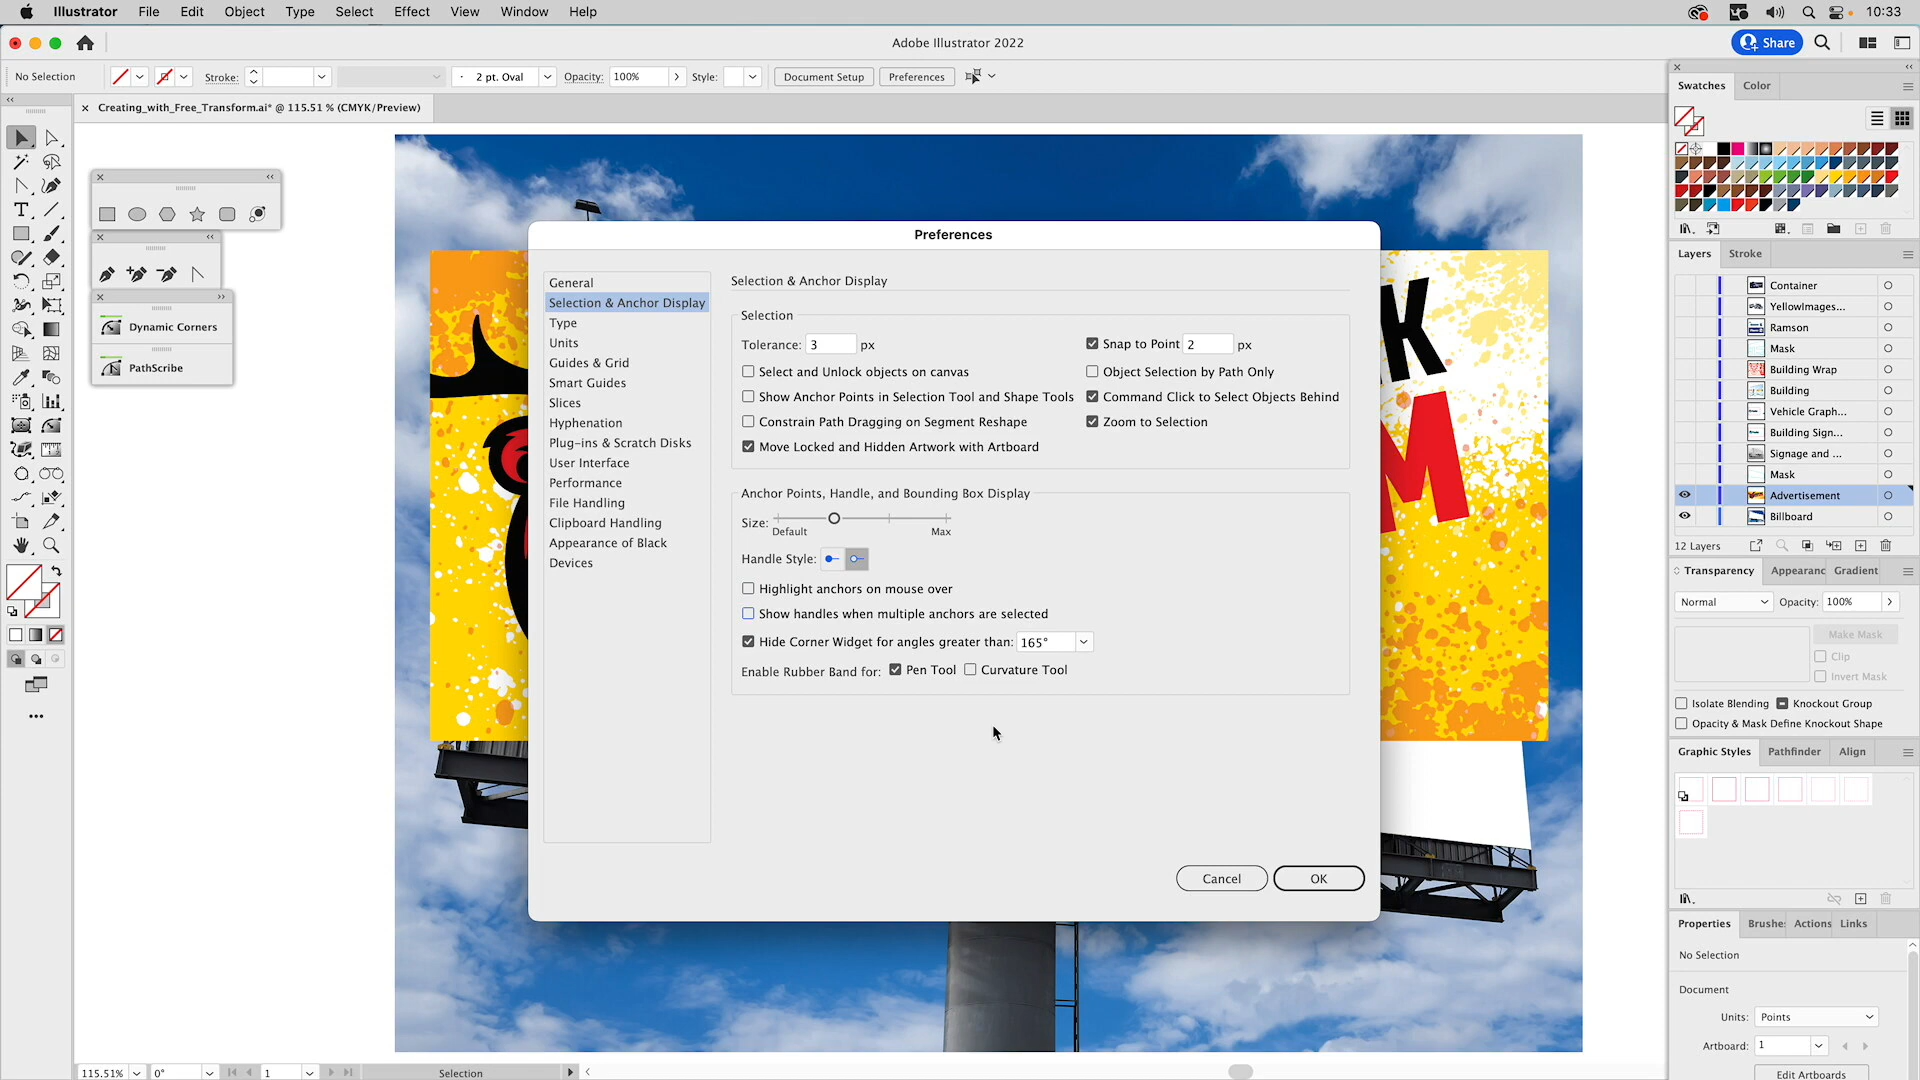 Illustrator File Edit Object Type Select Effect View Window Help 10:33
Adobe Illustrator 2022 Share
No Selection Stroke: 2 pt. Oval Opacity: 100% Style: Document Setup Preferences
Creating_with_Free_Transform.ai* @ 115.51 % (CMYK/Preview)
Dynamic Corners
PathScribe
K
M
Preferences
General
Selection & Anchor Display
Type
Units
Guides & Grid
Smart Guides
Slices
Hyphenation
Plug-ins & Scratch Disks
User Interface
Performance
File Handling
Clipboard Handling
Appearance of Black
Devices
Selection & Anchor Display
Selection
Tolerance: 3 px Snap to Point 2 px
Select and Unlock objects on canvas Object Selection by Path Only
Show Anchor Points in Selection Tool and Shape Tools Command Click to Select Objects Behind
Constrain Path Dragging on Segment Reshape Zoom to Selection
Move Locked and Hidden Artwork with Artboard
Anchor Points, Handle, and Bounding Box Display
Size:
Default Max
Handle Style:
Highlight anchors on mouse over
Show handles when multiple anchors are selected
Hide Corner Widget for angles greater than: 165°
Enable Rubber Band for: Pen Tool Curvature Tool
Cancel OK
Swatches Color
Layers Stroke
Container
YellowImages...
Ramson
Mask
Building Wrap
Building
Vehicle Graph...
Building Sign...
Signage and ...
Mask
Advertisement
Billboard
12 Layers
Transparency Appearanc Gradient
Normal Opacity: 100%
Make Mask
Clip
Invert Mask
Isolate Blending Knockout Group
Opacity & Mask Define Knockout Shape
Graphic Styles Pathfinder Align
Properties Brushe Actions Links
No Selection
Document
Units: Points
Artboard: 1
Edit Artboards
115.51% 0° 1 Selection